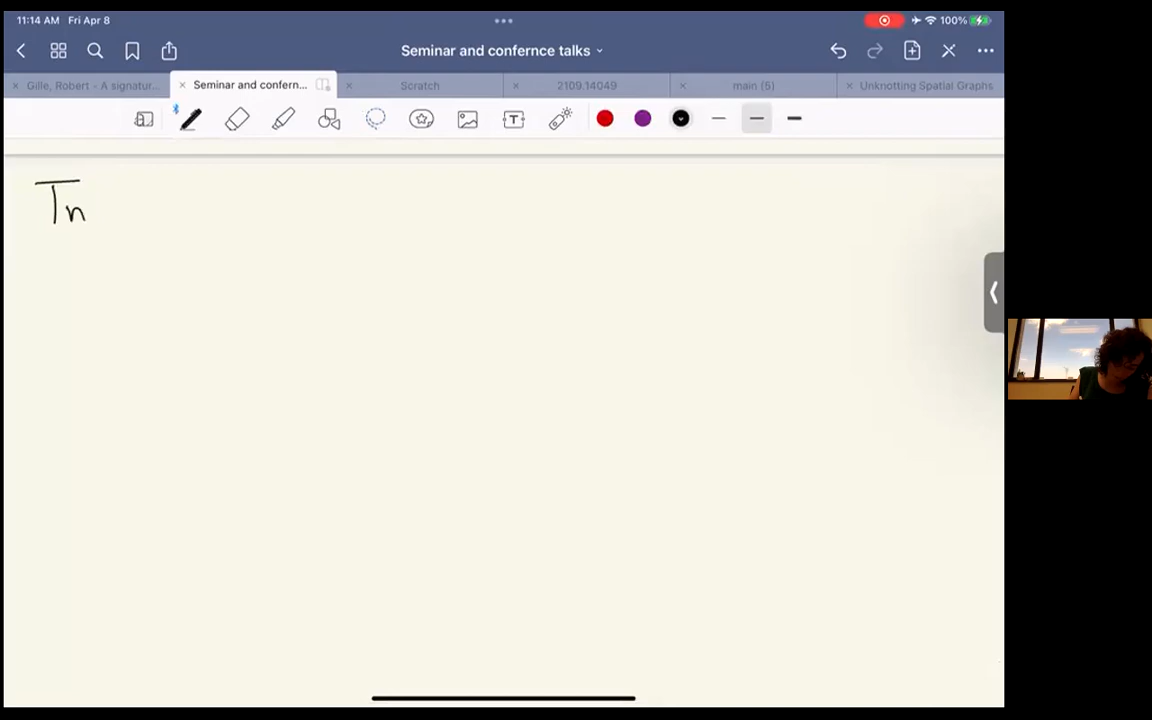 11:14 AM Fri Apr 8
100%
Seminar and confernce talks
Gille, Robert - A signatur...
Seminar and confern...
Scratch
2109.14049
main (5)
Unknotting Spatial Graphs
T
Tn